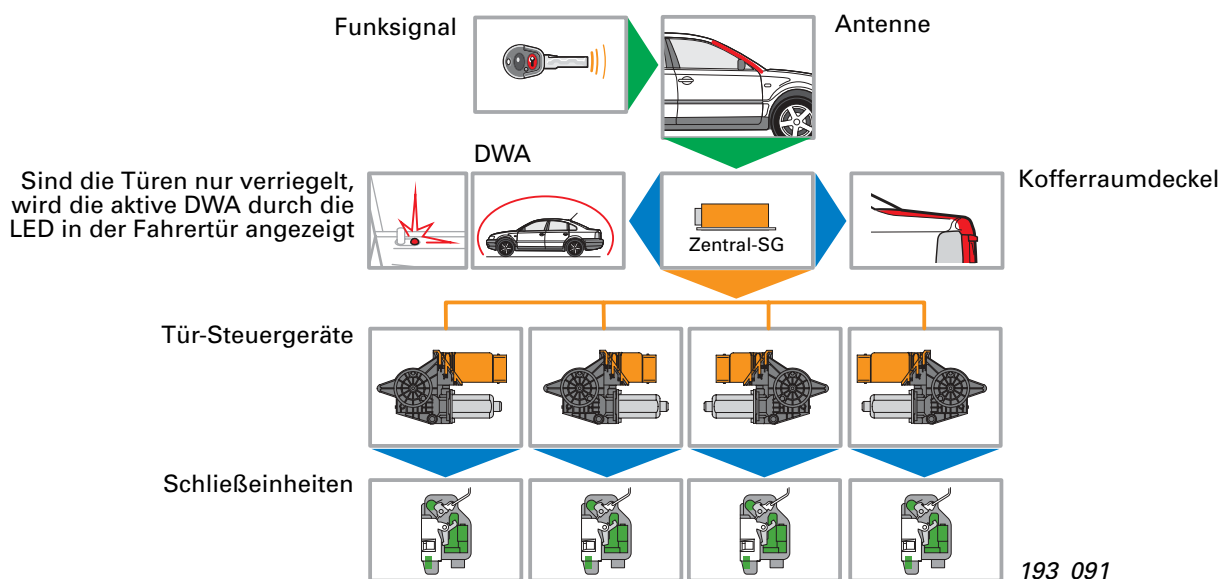 Funksignal
Antenne
DWA
Sind die Türen nur verriegelt,
wird die aktive DWA durch die
LED in der Fahrertür angezeigt
Zentral-SG
Kofferraumdeckel
Tür-Steuergeräte
Schließeinheiten
193_091